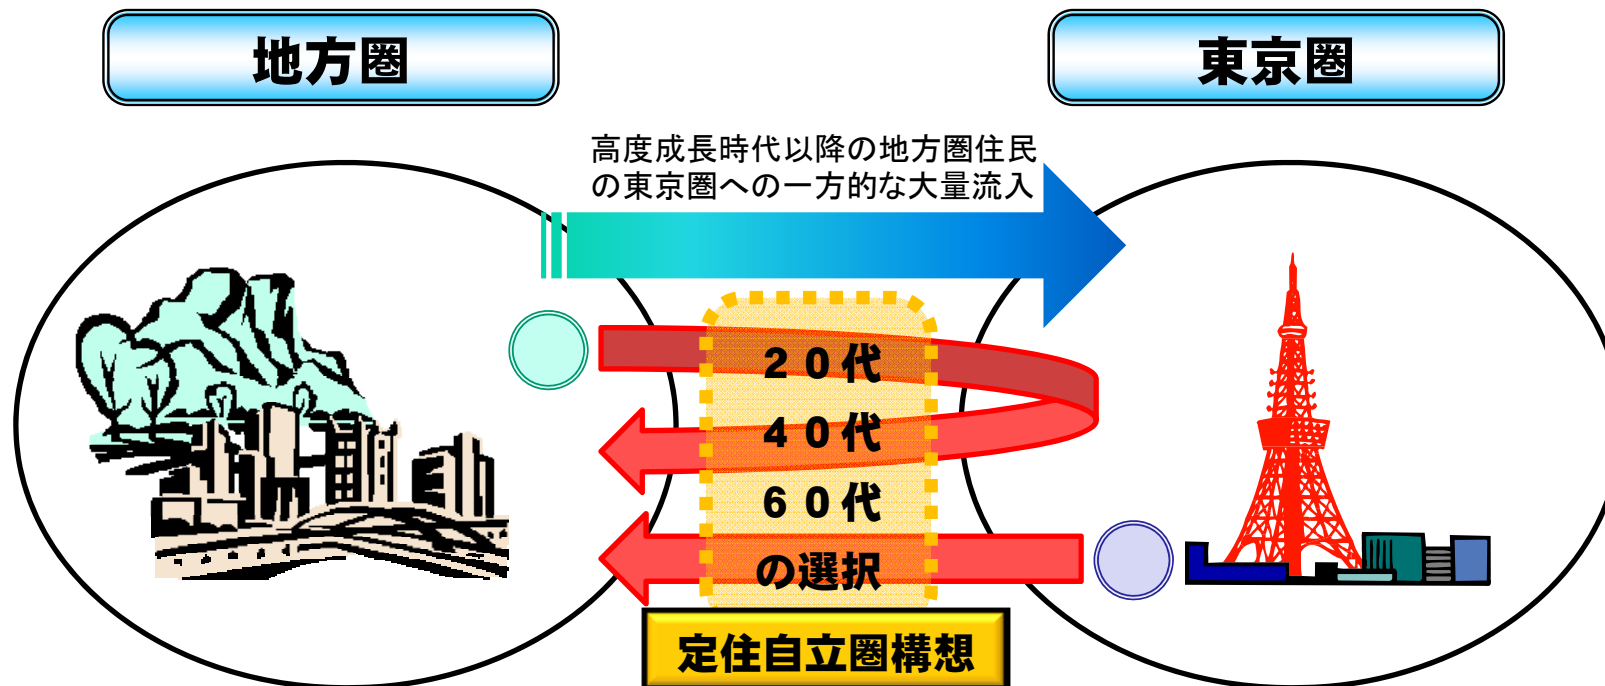 地方圏
東京圏
高度成長時代以降の地方圏住民
の東京圏への一方的な大量流入
２０代
４０代
６０代
の選択
定住自立圏構想